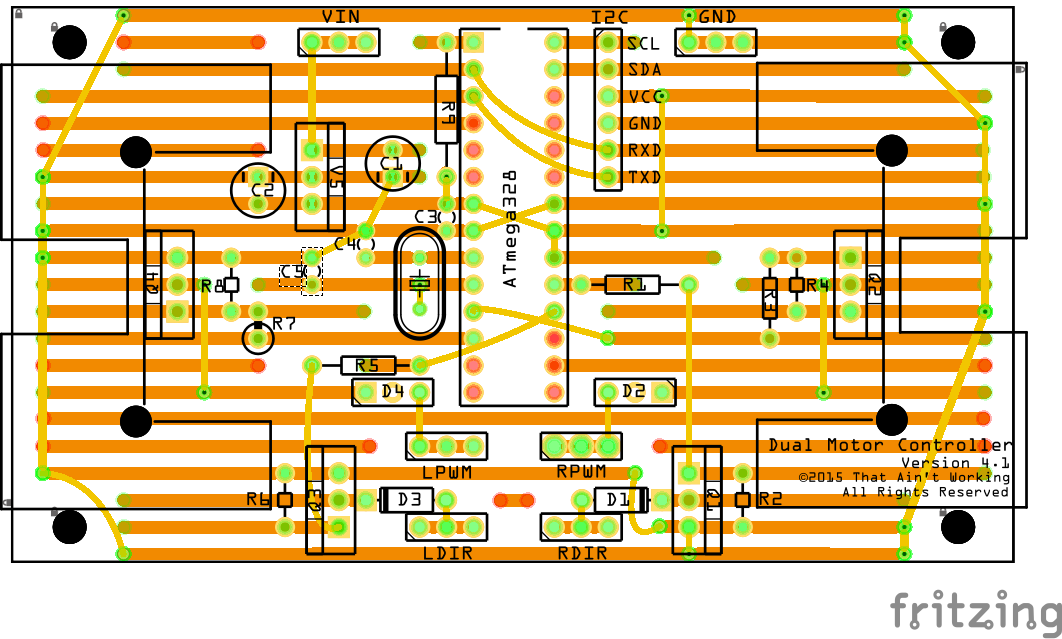 VIN
I2C
GND
SCL
SDA
VCC
GND
RXD
TXD
R9
C1
V5
C2
ATmega328
C3
C4
C5
Q4
R8
R1
R3
R4
Q2
R7
R5
D4
D2
Dual Motor Controller
Version 4.1
©2015 That Ain't Working
All Rights Reserved
LPWM
RPWM
R6
Q3
D3
D1
Q1
R2
LDIR
RDIR
fritzing